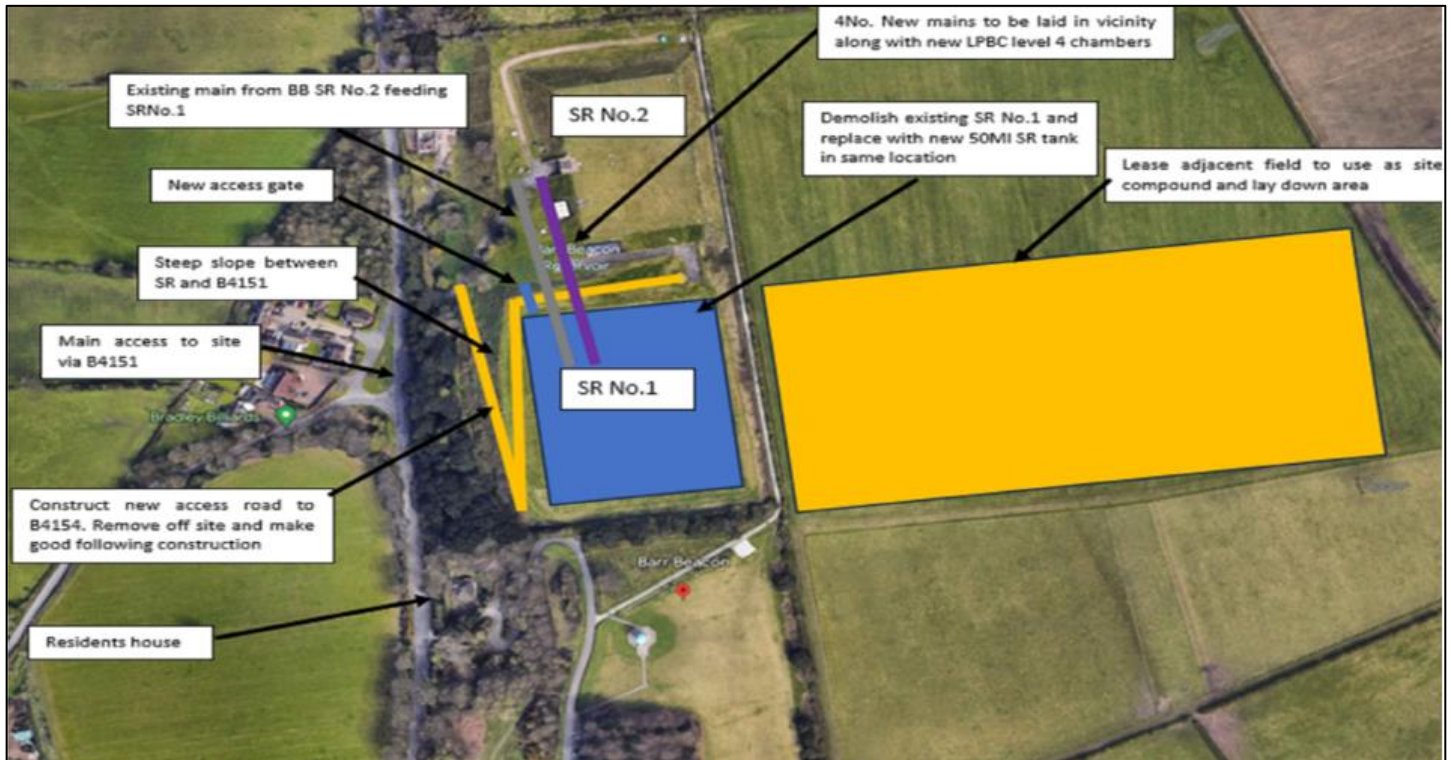 4No. New mains to be laid in vicinity
along with new LPBC level 4 chambers
Existing main from BB SR No.2 feeding
SRNo.1
SR No.2
Demolish existing SR No.1 and
replace with new 50Ml SR tank
in same location
Lease adjacent field to use as site
compound and lay down area
New access gate
Barr Beacon
Reservoir
Steep slope between
SR and B4151
Main access to site
via B4151
SR No.1
Bradley Billiards
Construct new access road to
B4154. Remove off site and make
good following construction
Barr Beacon
Residents house